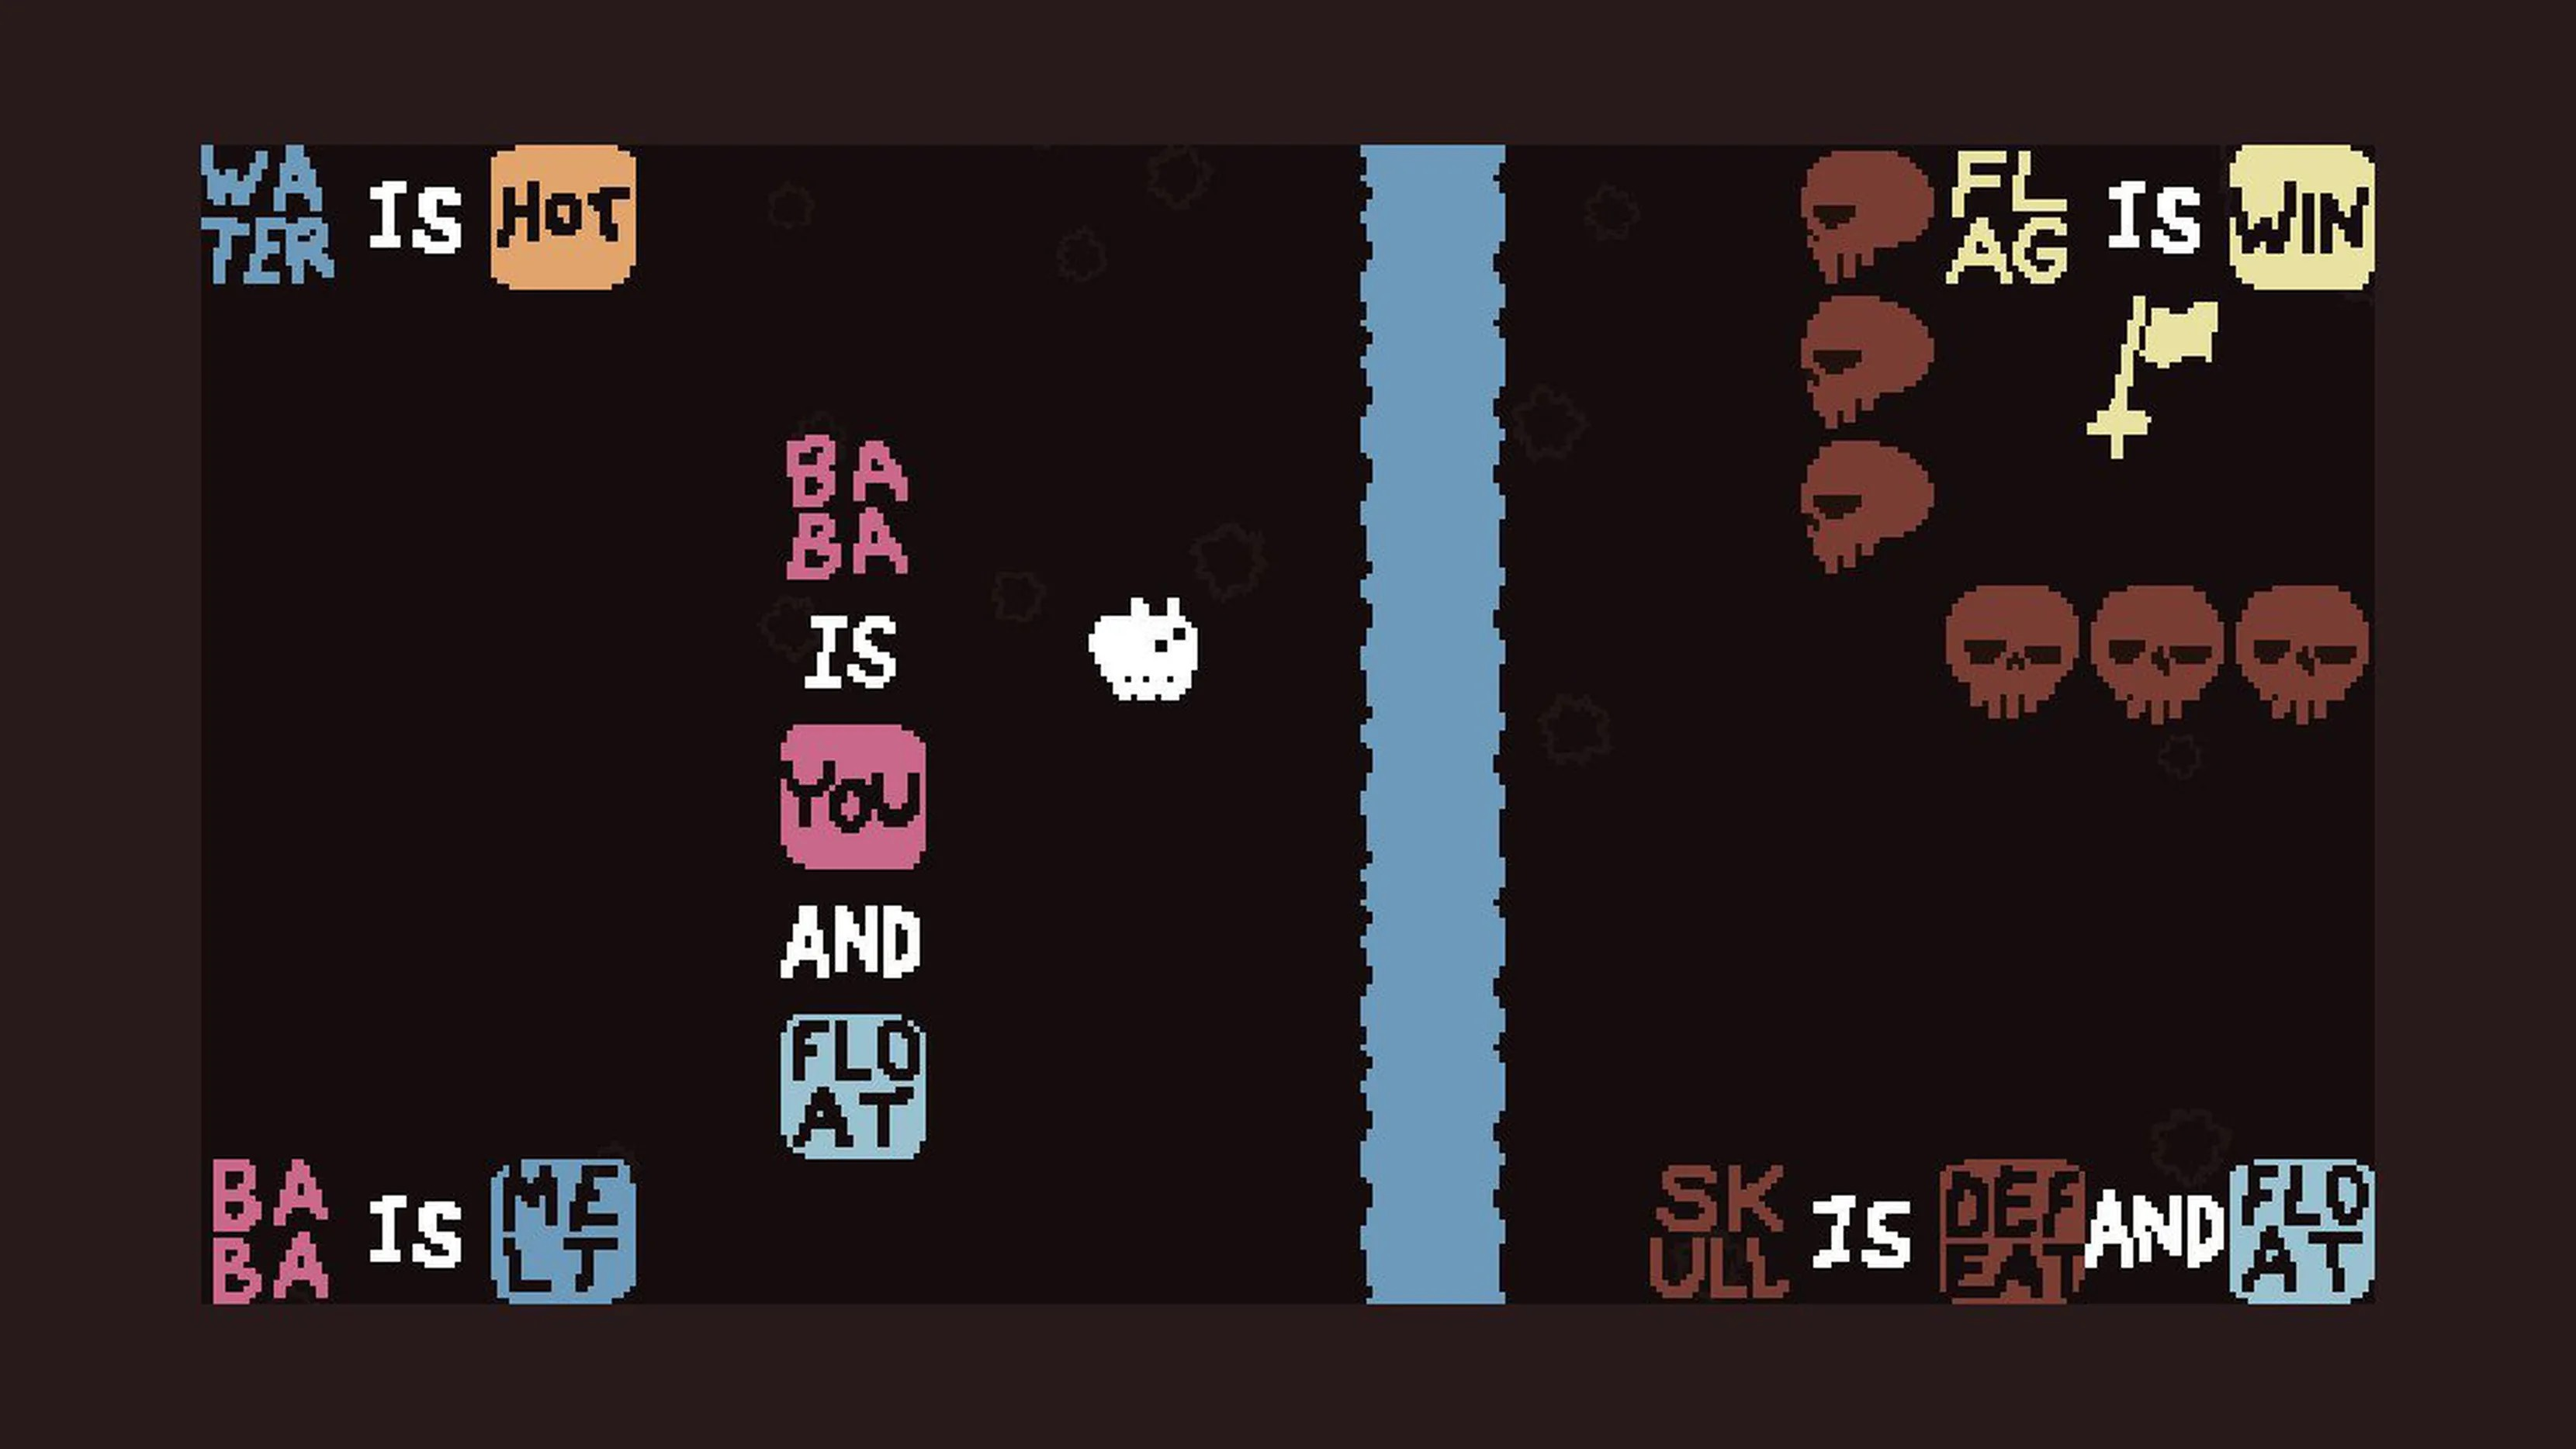 WATER IS HOT
FLAG IS WIN
BABA
IS
YOU
AND
FLOAT
BABA IS MELT
SKULL IS DEFEAT AND FLOAT